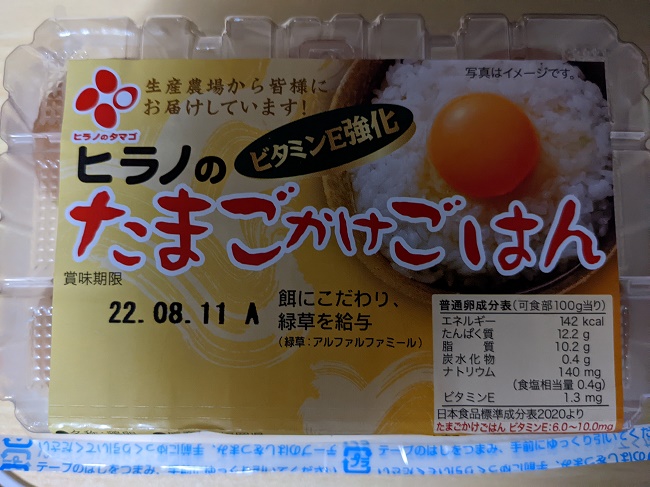 生産農場から皆様に
お届けしています!
写真はイメージです。
ヒラノのタマゴ
ビタミンE強化
ヒラノの
たまごかけごはん
賞味期限
22.08.11 A
餌にこだわり、
緑草を給与
(緑草:アルファルファミール)
普通卵成分表(可食部100g当り)
エネルギー 142 kcal
たんぱく質 12.2 g
脂質 10.2 g
炭水化物 0.4 g
ナトリウム 140 mg
(食塩相当量 0.4g)
ビタミンE 1.3 mg
日本食品標準成分表2020より
たまごかけごはん ビタミンE:6.0~10.0mg
テープのはしをつまみ、手前にゆっくり引いてください